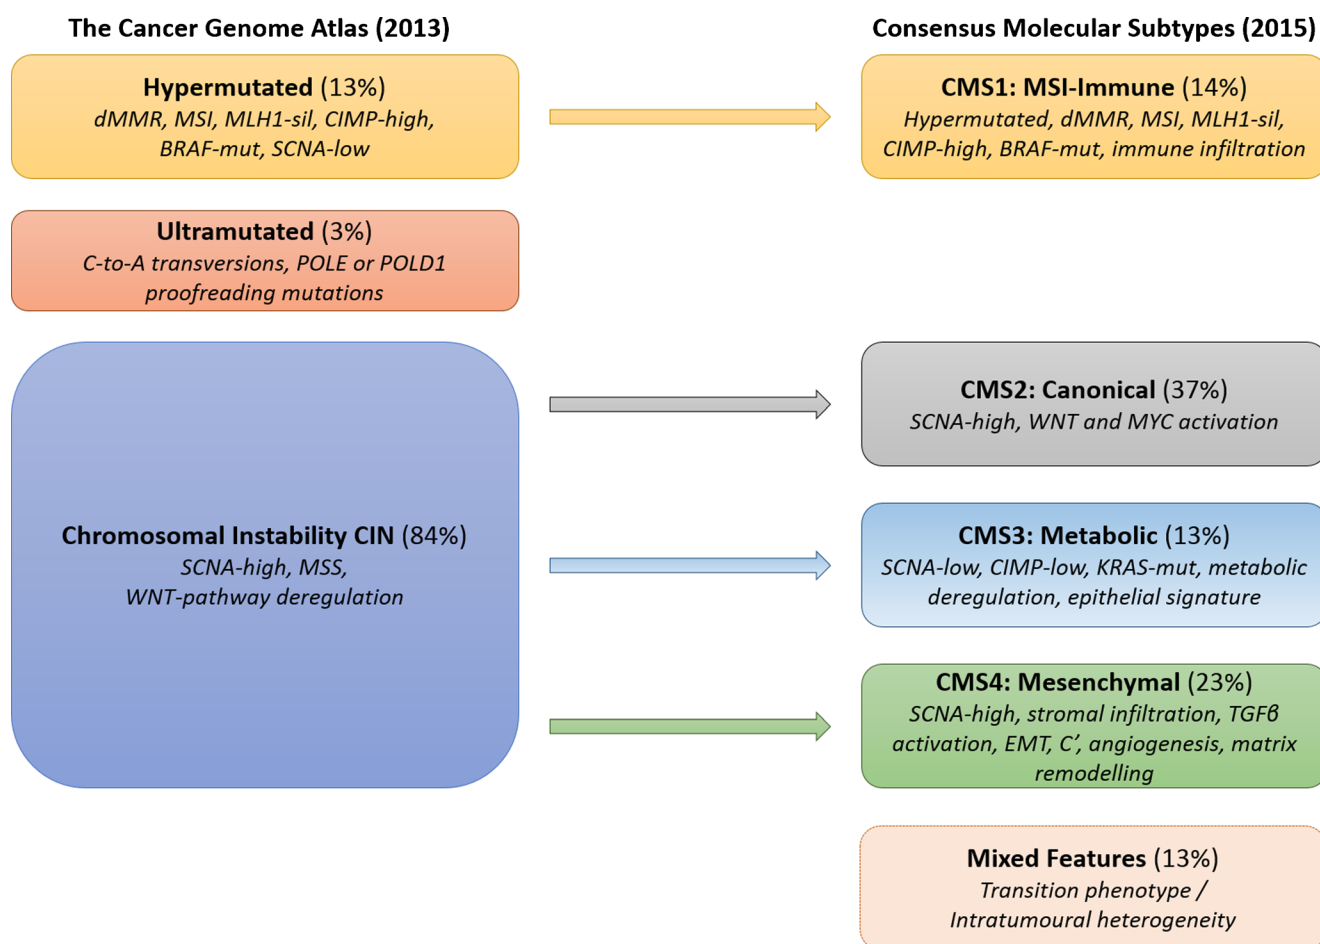 The Cancer Genome Atlas (2013)
Consensus Molecular Subtypes (2015)
Hypermutated (13%)
dMMR, MSI, MLH1-sil, CIMP-high,
BRAF-mut, SCNA-low
CMS1: MSI-Immune (14%)
Hypermutated, dMMR, MSI, MLH1-sil,
CIMP-high, BRAF-mut, immune infiltration
Ultramutated (3%)
C-to-A transversions, POLE or POLD1
proofreading mutations
Chromosomal Instability CIN (84%)
SCNA-high, MSS,
WNT-pathway deregulation
CMS2: Canonical (37%)
SCNA-high, WNT and MYC activation
CMS3: Metabolic (13%)
SCNA-low, CIMP-low, KRAS-mut, metabolic
deregulation, epithelial signature
CMS4: Mesenchymal (23%)
SCNA-high, stromal infiltration, TGFβ
activation, EMT, C’, angiogenesis, matrix
remodelling
Mixed Features (13%)
Transition phenotype /
Intratumoural heterogeneity